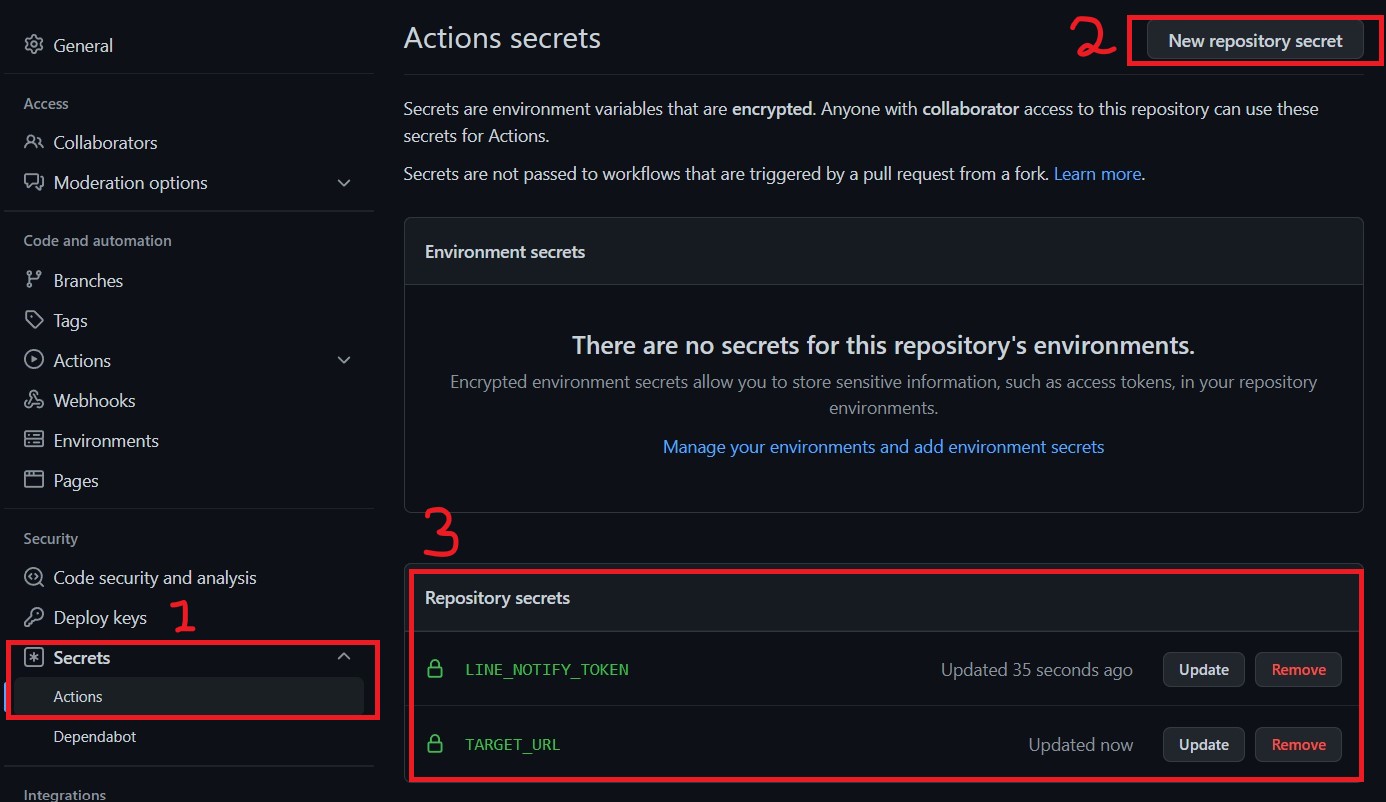 General
Access
Collaborators
Moderation options
Code and automation
Branches
Tags
Actions
Webhooks
Environments
Pages
Security
Code security and analysis
Deploy keys
1
Secrets
Actions
Dependabot
Integrations
Actions secrets
2
New repository secret
Secrets are environment variables that are encrypted. Anyone with collaborator access to this repository can use these
secrets for Actions.
Secrets are not passed to workflows that are triggered by a pull request from a fork. Learn more.
Environment secrets
There are no secrets for this repository's environments.
Encrypted environment secrets allow you to store sensitive information, such as access tokens, in your repository
environments.
Manage your environments and add environment secrets
3
Repository secrets
LINE_NOTIFY_TOKEN Updated 35 seconds ago Update Remove
TARGET_URL Updated now Update Remove